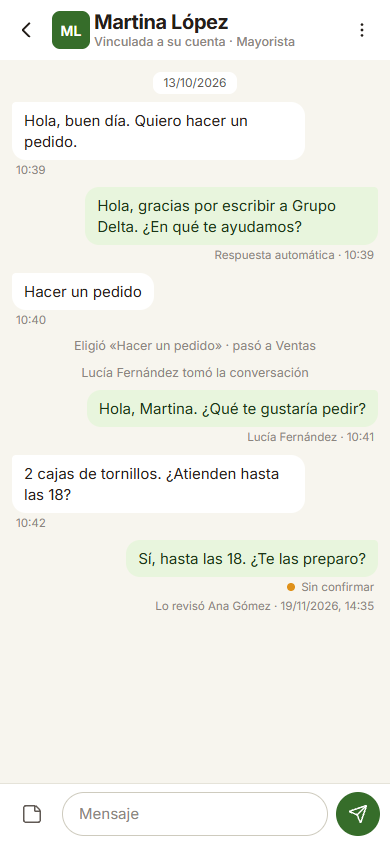 ML
Martina López
Vinculada a su cuenta · Mayorista
13/10/2026
Hola, buen día. Quiero hacer un
pedido.
10:39
Hola, gracias por escribir a Grupo
Delta. ¿En qué te ayudamos?
Respuesta automática · 10:39
Hacer un pedido
10:40
Eligió «Hacer un pedido» · pasó a Ventas
Lucía Fernández tomó la conversación
Hola, Martina. ¿Qué te gustaría pedir?
Lucía Fernández · 10:41
2 cajas de tornillos. ¿Atienden hasta
las 18?
10:42
Sí, hasta las 18. ¿Te las preparo?
Sin confirmar
Lo revisó Ana Gómez · 19/11/2026, 14:35
Mensaje